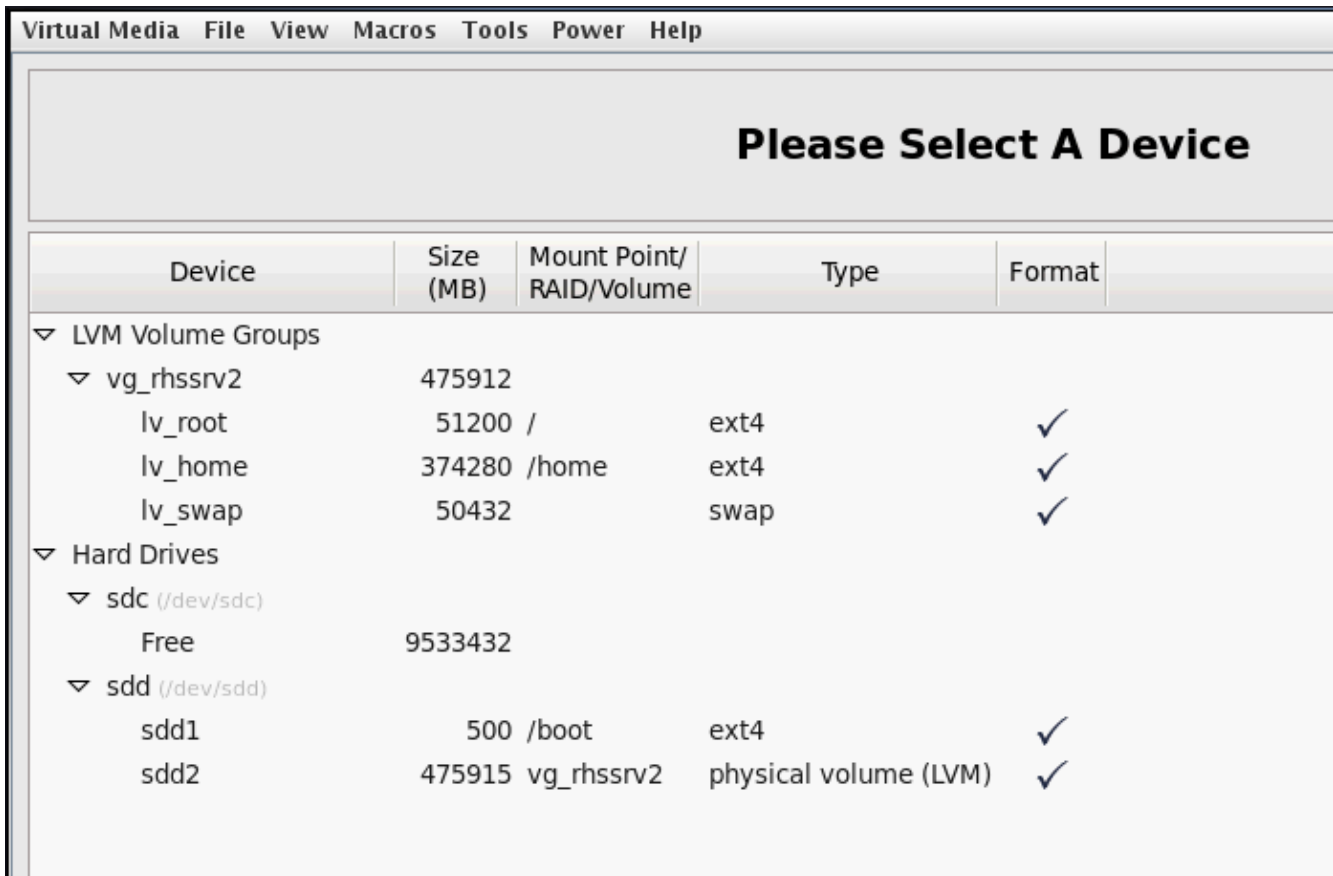 Virtual Media File View Macros Tools Power Help
Please Select A Device
Device Size (MB) Mount Point/ RAID/Volume Type Format
LVM Volume Groups
vg_rhssrv2 475912
lv_root 51200 / ext4
lv_home 374280 /home ext4
lv_swap 50432 swap
Hard Drives
sdc (/dev/sdc)
Free 9533432
sdd (/dev/sdd)
sdd1 500 /boot ext4
sdd2 475915 vg_rhssrv2 physical volume (LVM)